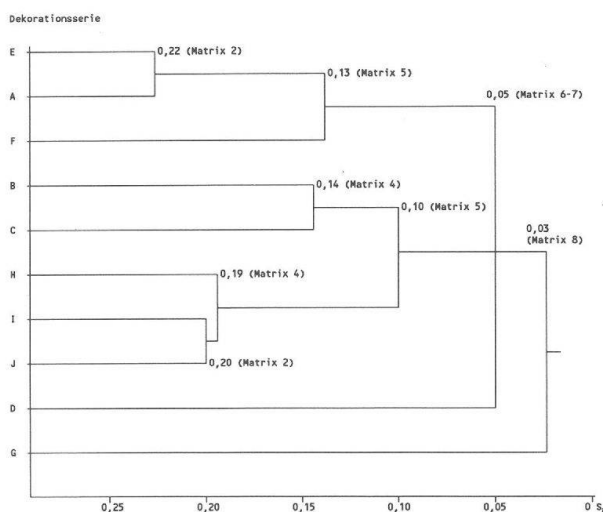 Dekorationsserie
E
0,22 (Matrix 2)
0,13 (Matrix 5)
A
0,05 (Matrix 6-7)
F
B
0,14 (Matrix 4)
0,10 (Matrix 5)
C
0,03
(Matrix 8)
H
0,19 (Matrix 4)
I
J
0,20 (Matrix 2)
D
G
0,25 0,20 0,15 0,10 0,05 0